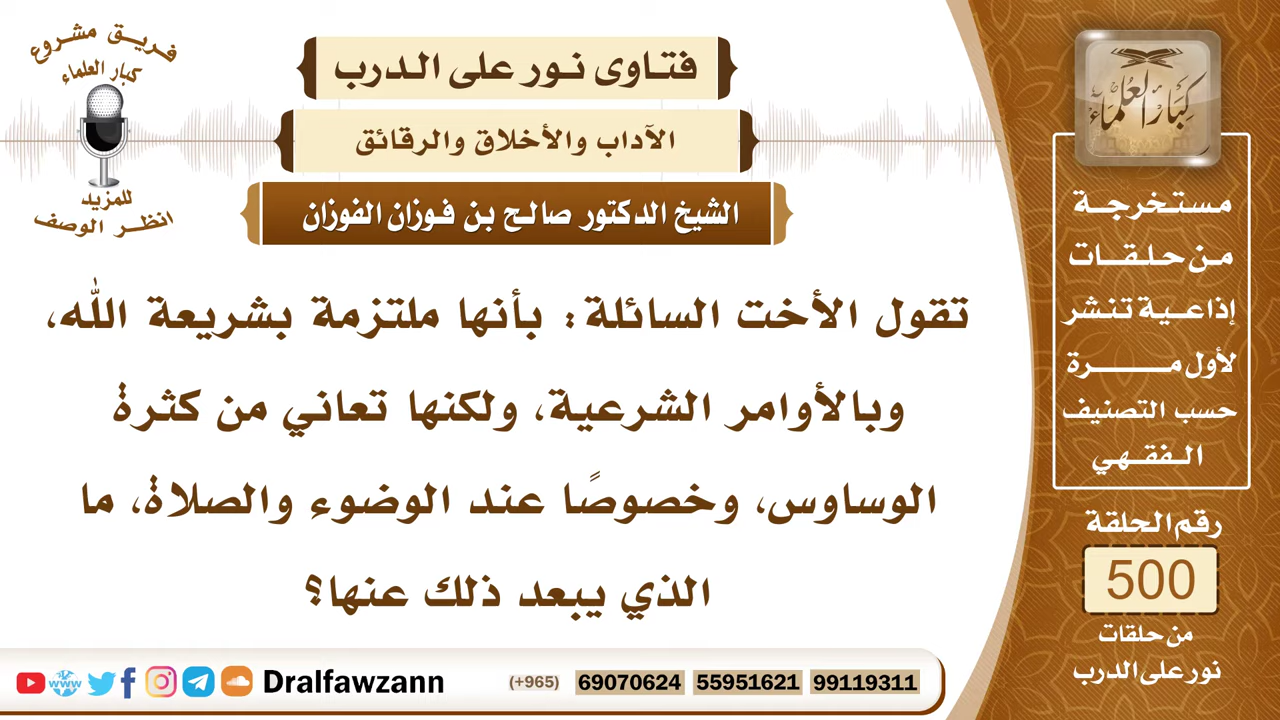 فريق مشروع
كبار العلماء
للمزيد
انظر الوصف
فتاوى نور على الدرب
الآداب والأخلاق والرقائق
الشيخ الدكتور صالح بن فوزان الفوزان
تقول الأخت السائلة: بأنها ملتزمة بشريعة الله،
وبالأوامر الشرعية، ولكنها تعاني من كثرة
الوساوس، وخصوصًا عند الوضوء والصلاة، ما
الذي يبعد ذلك عنها؟
كبار العلماء
مستخرجة
من حلقات
إذاعية تنشر
لأول مرة
حسب التصنيف
الفقهي
رقم الحلقة
500
من حلقات
نور على الدرب
www Dralfawzann (+965) 69070624 55951621 99119311